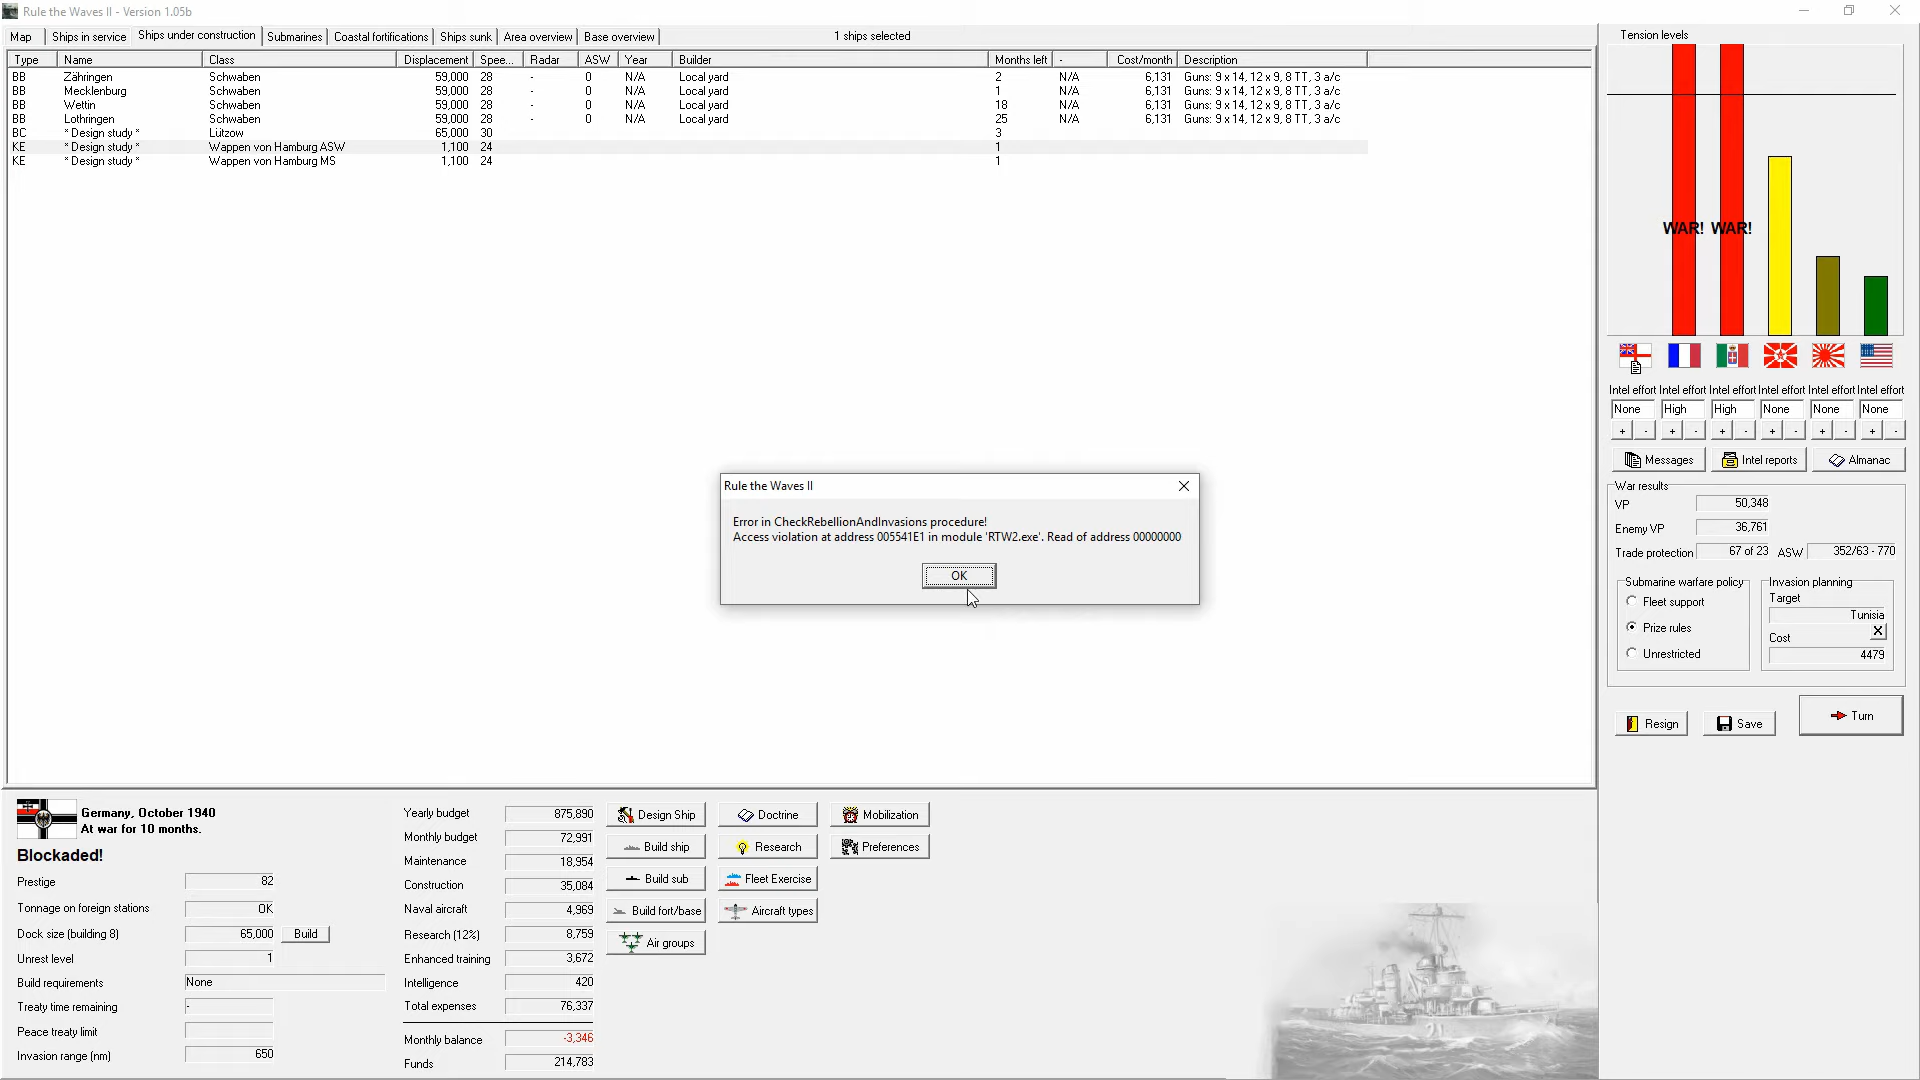 Rule the Waves II - Version 1.05b
Map Ships in service Ships under construction Submarines Coastal fortifications Ships sunk Area overview Base overview 1 ships selected
Type Name Class Displacement Spee... Radar ASW Year Builder Months left - Cost/month Description
BB Zähringen Schwaben 59,000 28 - 0 N/A Local yard 2 N/A 6,131 Guns: 9 x 14, 12 x 9, 8 TT, 3 a/c
BB Mecklenburg Schwaben 59,000 28 - 0 N/A Local yard 1 N/A 6,131 Guns: 9 x 14, 12 x 9, 8 TT, 3 a/c
BB Wettin Schwaben 59,000 28 - 0 N/A Local yard 18 N/A 6,131 Guns: 9 x 14, 12 x 9, 8 TT, 3 a/c
BB Lothringen Schwaben 59,000 28 - 0 N/A Local yard 25 N/A 6,131 Guns: 9 x 14, 12 x 9, 8 TT, 3 a/c
BC * Design study * Lützow 65,000 30 3
KE * Design study * Wappen von Hamburg ASW 1,100 24 1
KE * Design study * Wappen von Hamburg MS 1,100 24 1
Rule the Waves II
Error in CheckRebellionAndInvasions procedure!
Access violation at address 005541E1 in module 'RTW2.exe'. Read of address 00000000
OK
Tension levels
WAR! WAR!
Intel effort Intel effort Intel effort Intel effort Intel effort Intel effort
None High High None None None
+ - + - + - + - + - + -
Messages Intel reports Almanac
War results
VP 50,348
Enemy VP 36,761
Trade protection 67 of 23 ASW 352/63 - 770
Submarine warfare policy
Fleet support
Prize rules
Unrestricted
Invasion planning
Target
Tunisia
Cost X
4479
Resign Save Turn
Germany, October 1940
At war for 10 months.
Blockaded!
Prestige 82
Tonnage on foreign stations OK
Dock size (building 8) 65,000 Build
Unrest level 1
Build requirements None
Treaty time remaining -
Peace treaty limit
Invasion range (nm) 650
Yearly budget 875,890
Monthly budget 72,991
Maintenance 18,954
Construction 35,084
Naval aircraft 4,969
Research (12%) 8,759
Enhanced training 3,672
Intelligence 420
Total expenses 76,337
Monthly balance -3,346
Funds 214,783
Design Ship Doctrine Mobilization
Build ship Research Preferences
Build sub Fleet Exercise
Build fort/base Aircraft types
Air groups